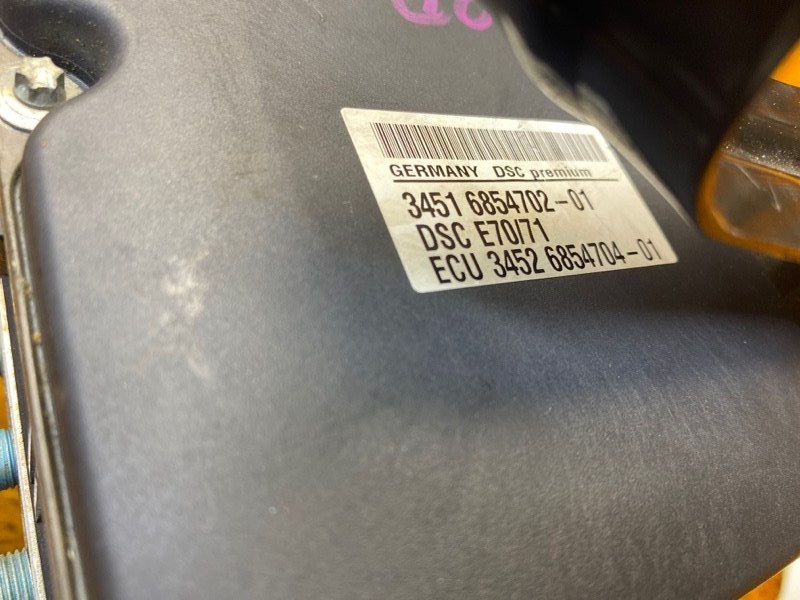 GERMANY DSC premium
3451 6854702-01
DSC E70/71
ECU 3452 6854704-01